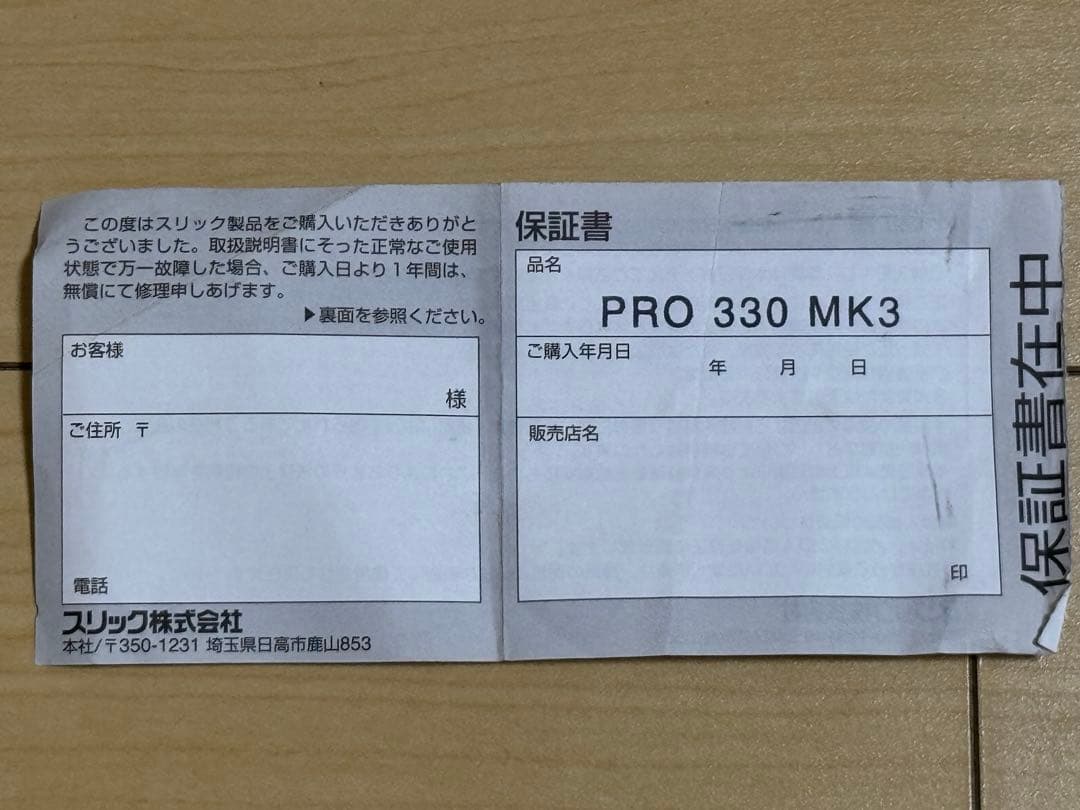 この度はスリック製品をご購入いただきありがと
うございました。取扱説明書にそった正常なご使用
状態で万一故障した場合、ご購入日より1年間は、
無償にて修理申しあげます。
▶裏面を参照ください。
お客様
様
ご住所 〒
電話
スリック株式会社
本社/〒350-1231 埼玉県日高市鹿山853
保証書
品名
PRO 330 MK3
ご購入年月日
年 月 日
販売店名
印
保証書在中